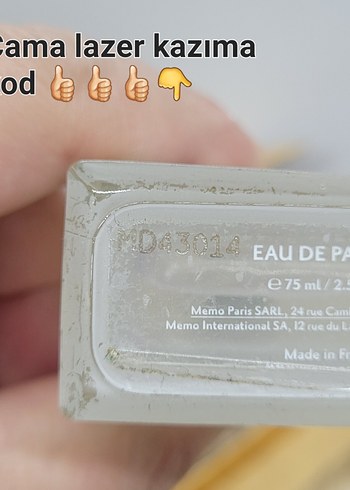 Cama lazer kazıma
kod 👍🏻👍🏻👍🏻👇
MD43014
EAU DE PA
℮ 75 ml / 2.5
Memo Paris SARL, 24 rue Cam
Memo International SA, 12 rue du L
Made in Fr